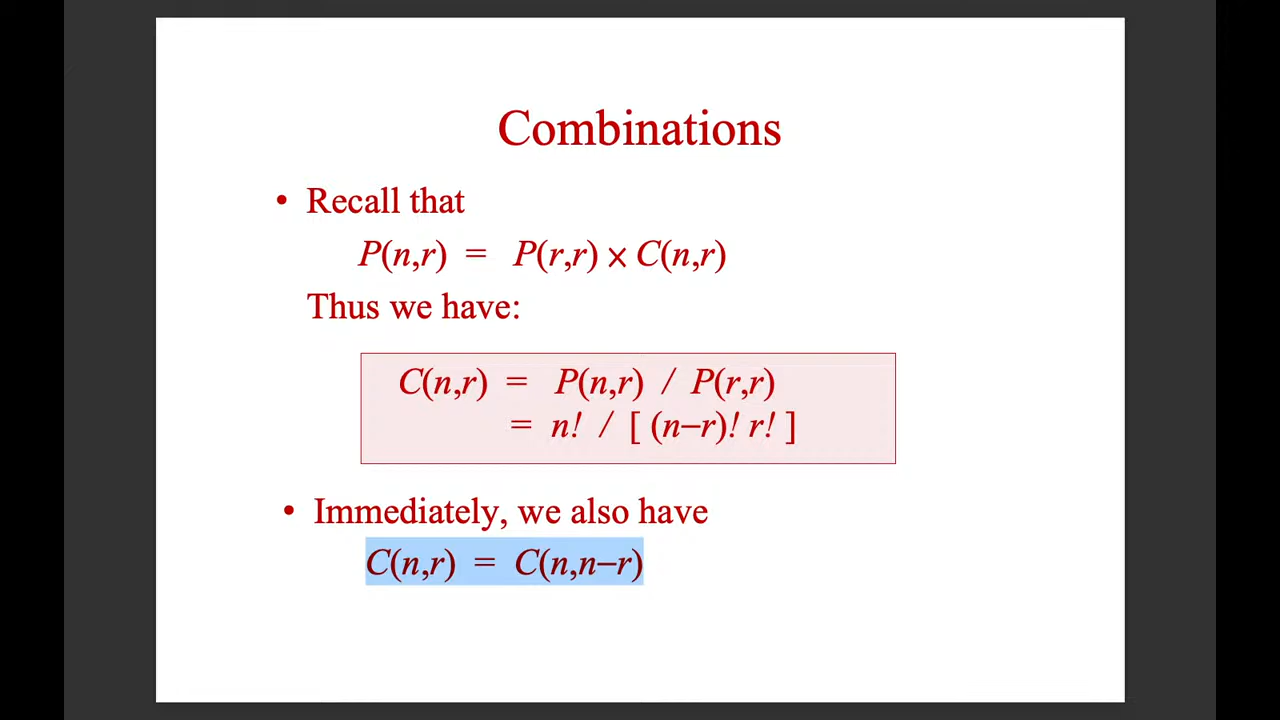 Combinations
• Recall that
P(n,r) = P(r,r) × C(n,r)
Thus we have:
C(n,r) = P(n,r) / P(r,r)
= n! / [ (n–r)! r! ]
• Immediately, we also have
C(n,r) = C(n,n–r)